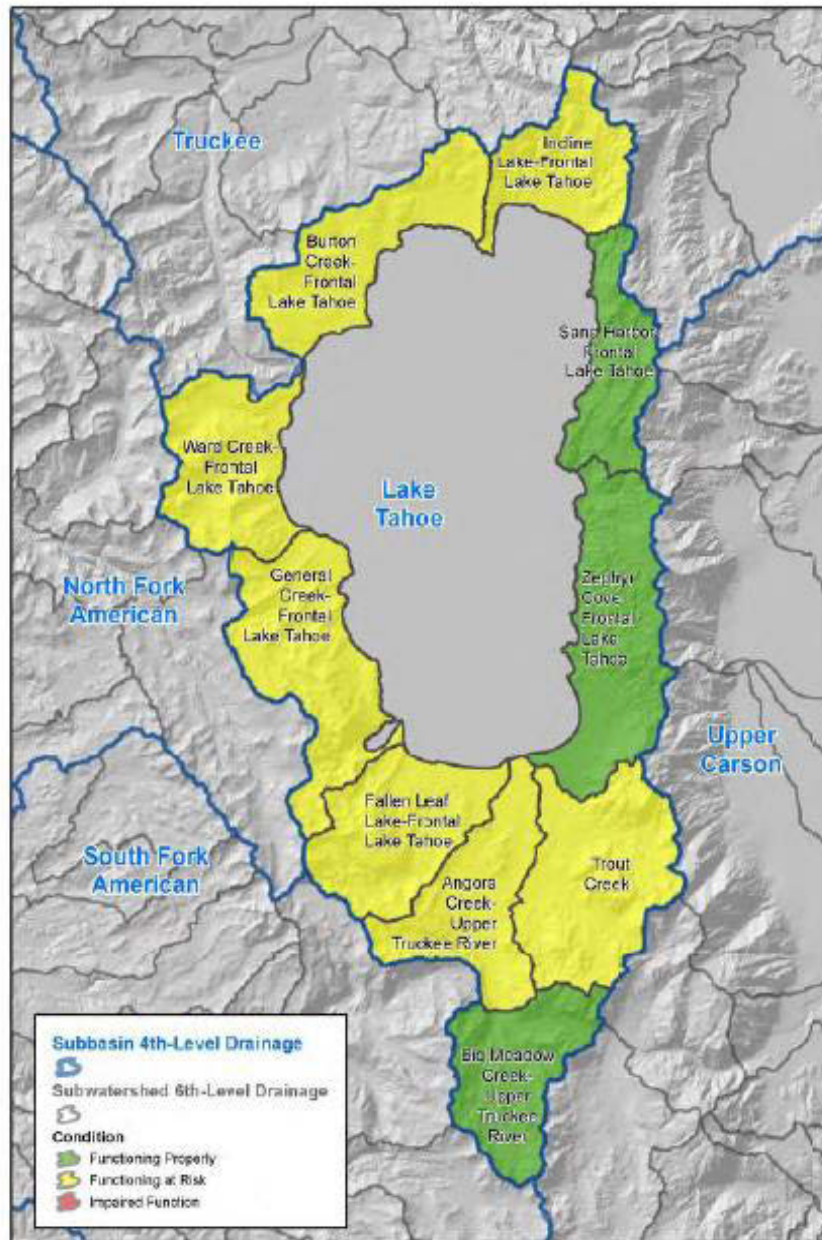 Truckee
Incline
Lake-Frontal
Lake Tahoe
Burton
Creek-
Frontal
Lake Tahoe
Sand Harbor
Frontal
Lake Tahoe
Ward Creek-
Frontal
Lake Tahoe
Lake
Tahoe
North Fork
American
General
Creek-
Frontal
Lake Tahoe
Zephyr
Cove
Frontal
Lake
Tahoe
Upper
Carson
Fallen Leaf
Lake-Frontal
Lake Tahoe
South Fork
American
Angora
Creek-
Upper
Truckee River
Trout
Creek
Big Meadow
Creek-
Upper
Truckee
River
Subbasin 4th-Level Drainage
Subwatershed 6th-Level Drainage
Condition
Functioning Property
Functioning at Risk
Impaired Function